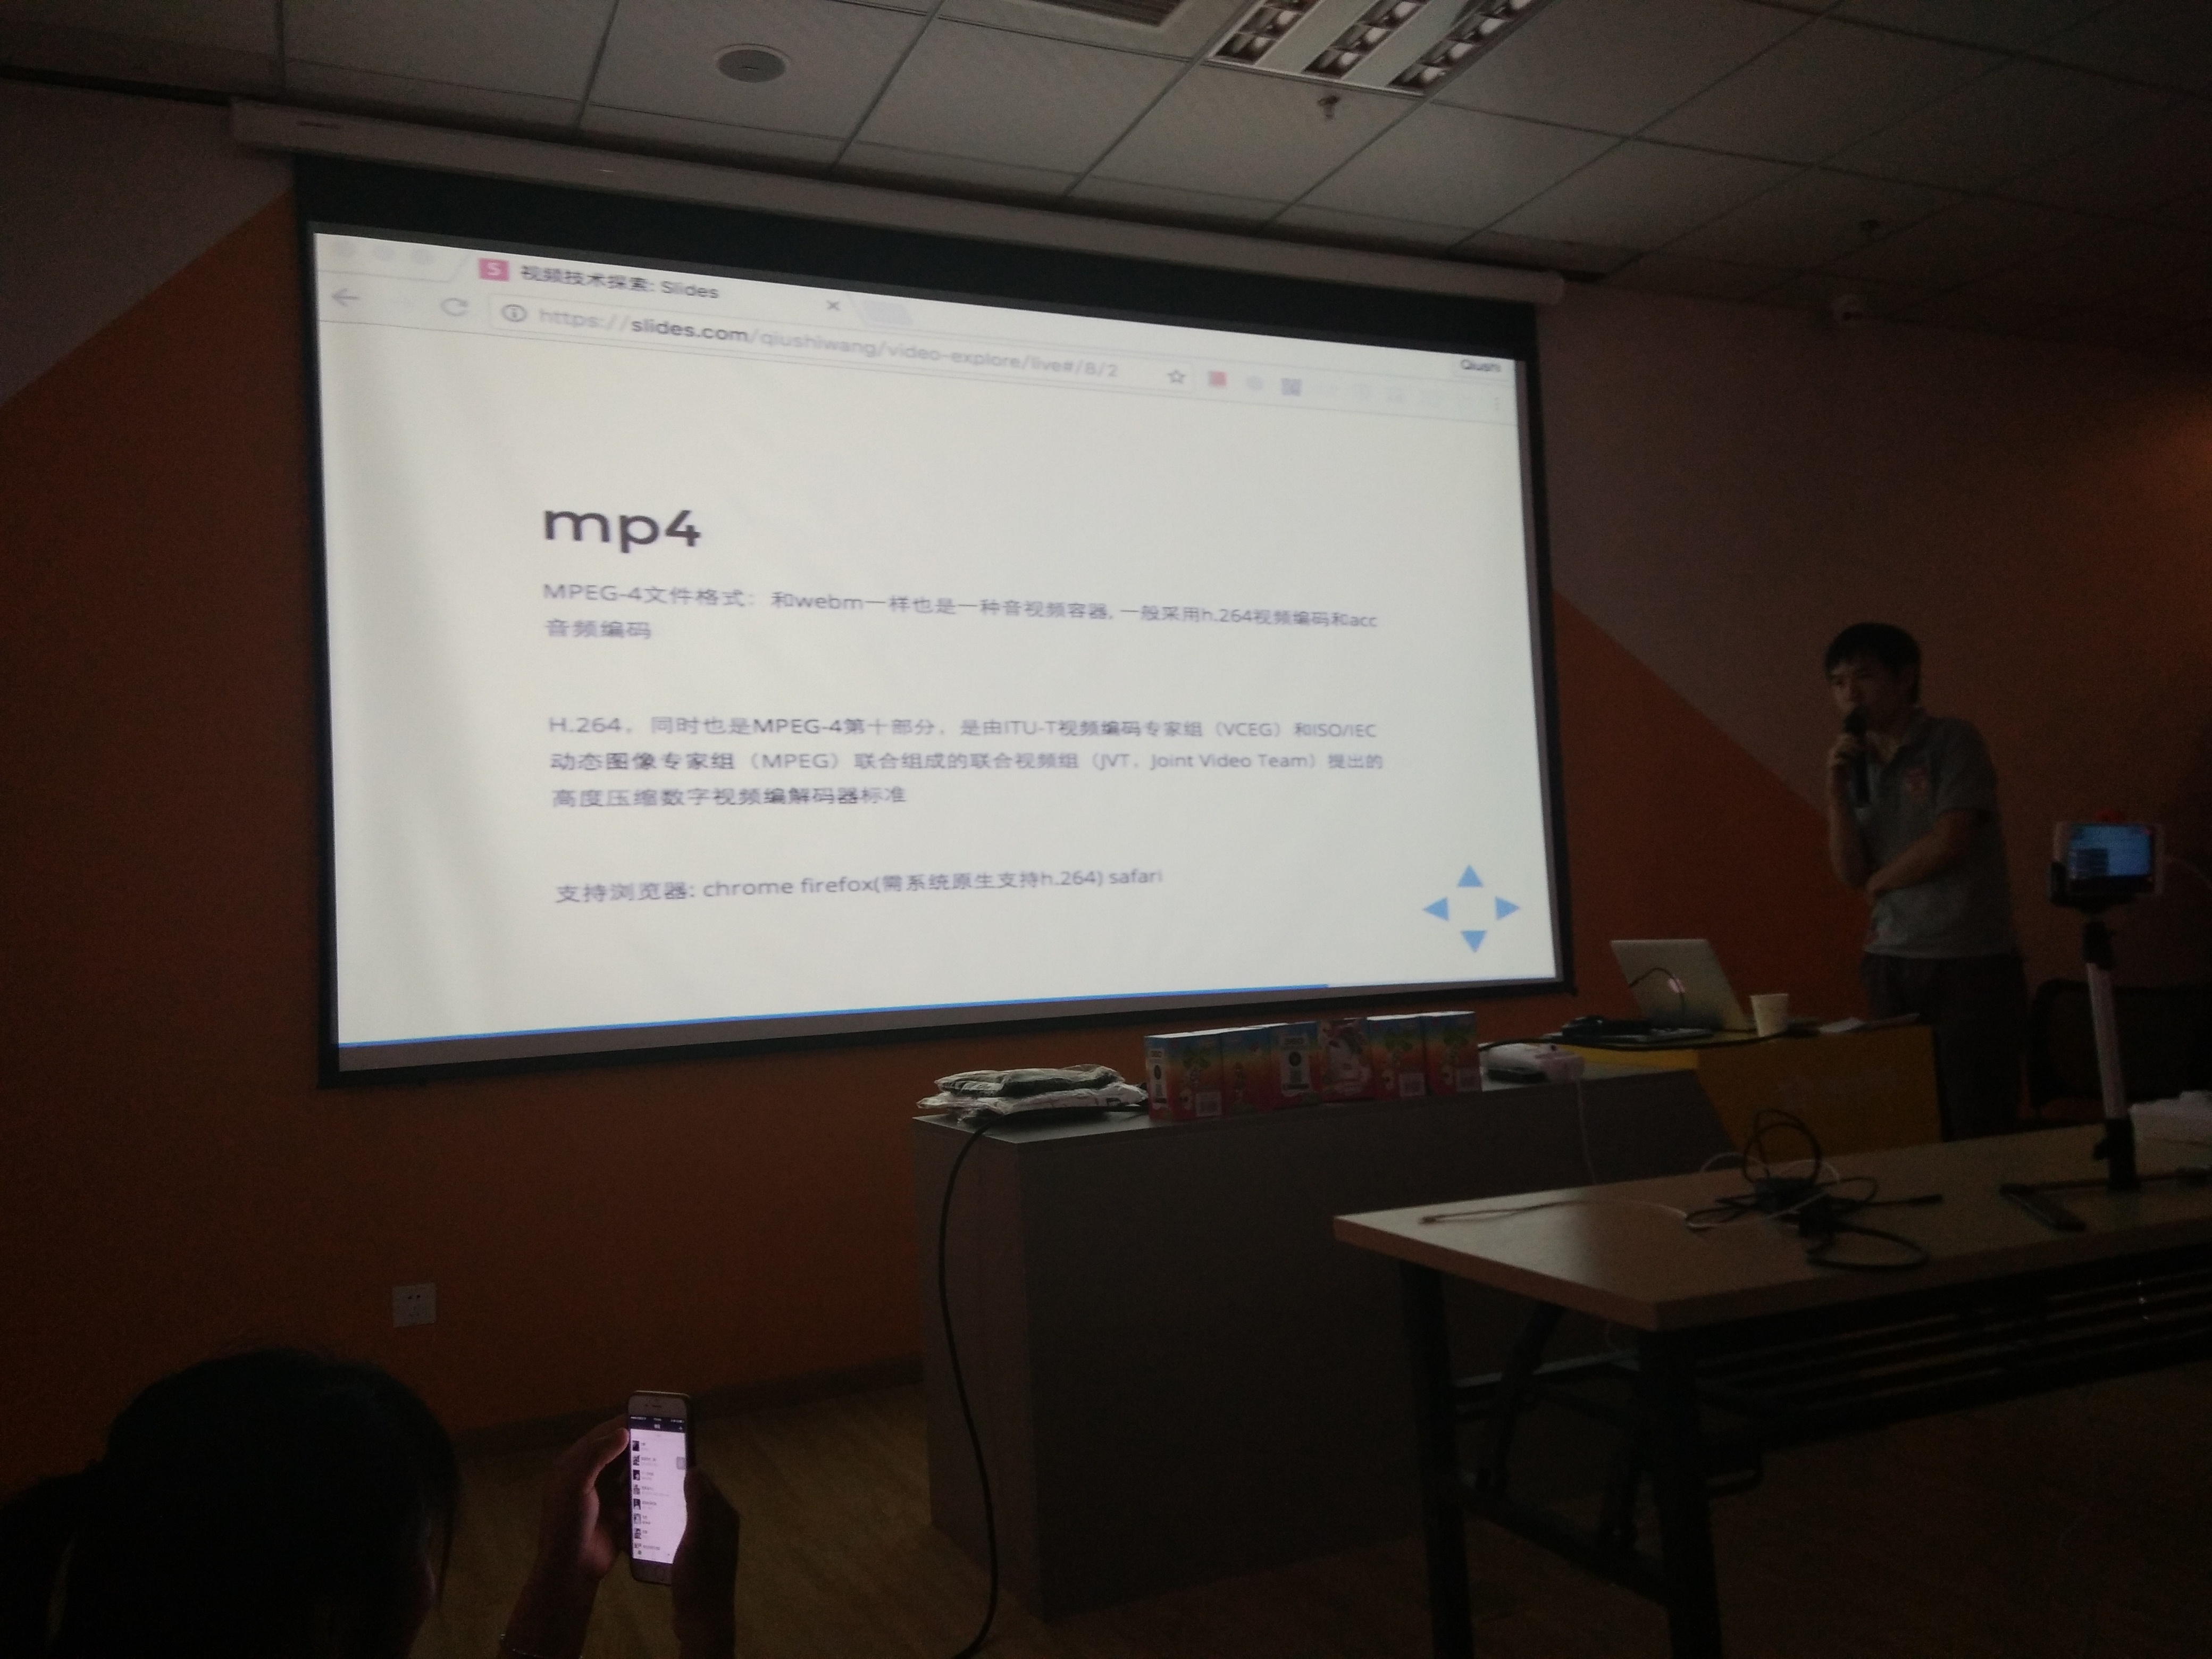 S 视频技术探索: Slides
https://slides.com/qiushiwang/video-explore/live#/8/2
Qiushi
mp4
MPEG-4文件格式：和webm一样也是一种音视频容器, 一般采用h.264视频编码和acc
音频编码
H.264，同时也是MPEG-4第十部分，是由ITU-T视频编码专家组（VCEG）和ISO/IEC
动态图像专家组（MPEG）联合组成的联合视频组（JVT，Joint Video Team）提出的
高度压缩数字视频编解码器标准
支持浏览器: chrome firefox(需系统原生支持h.264) safari